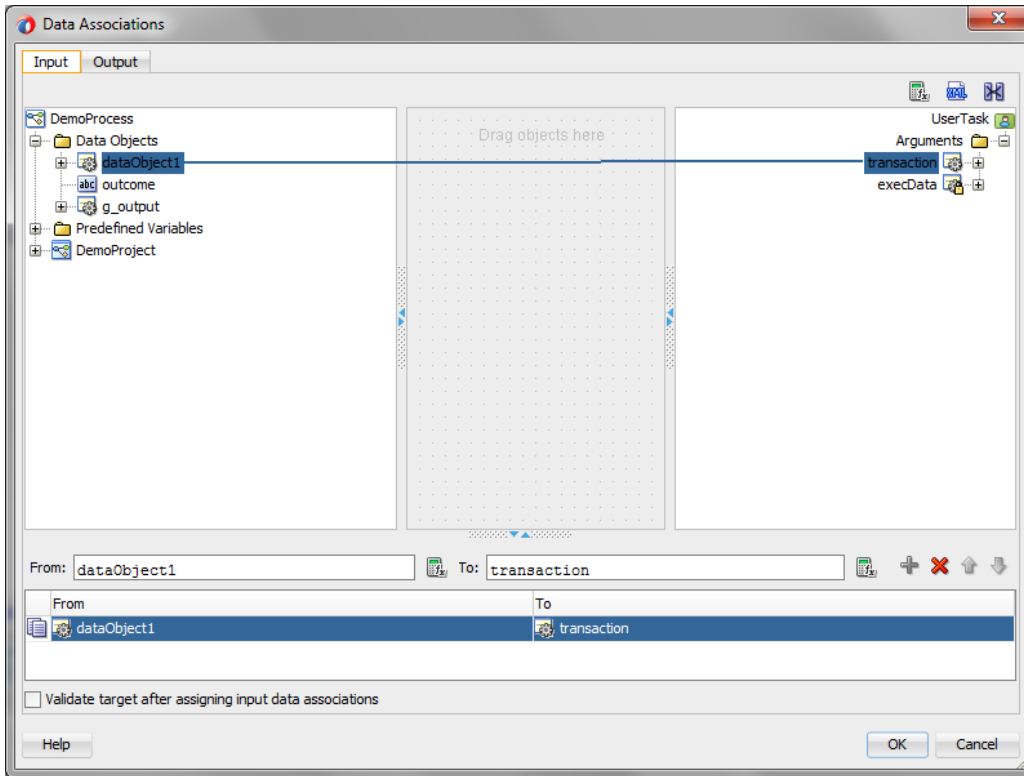 Data Associations
Input Output
DemoProcess
Data Objects
dataObject1
abc outcome
g_output
Predefined Variables
DemoProject
Drag objects here
UserTask
Arguments
transaction
execData
From: dataObject1 To: transaction
From To
dataObject1 transaction
Validate target after assigning input data associations
Help OK Cancel